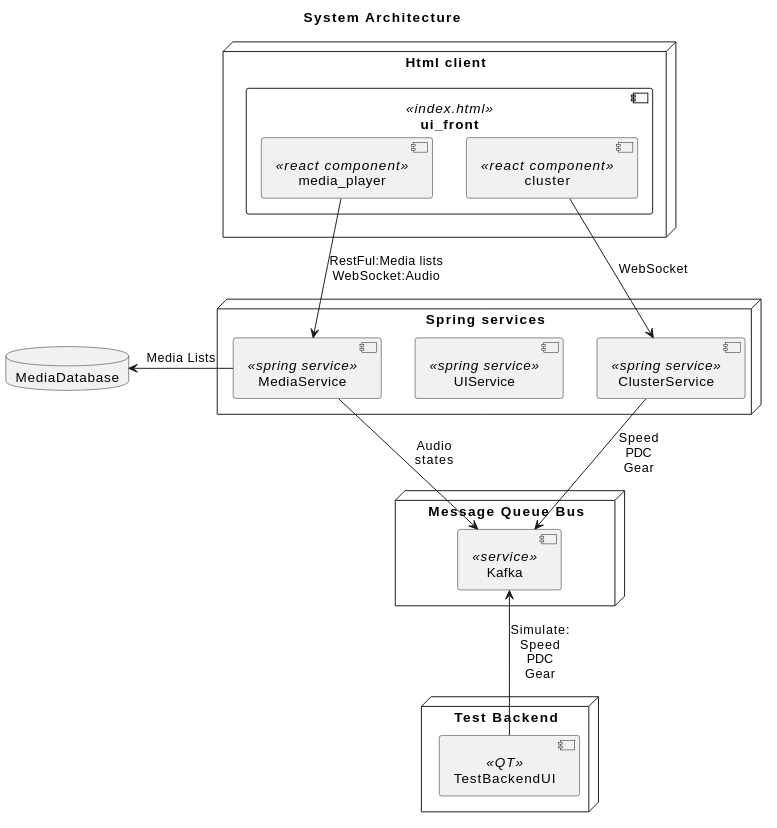 System Architecture
Html client
«index.html»
ui_front
«react component»
media_player
«react component»
cluster
RestFul:Media lists
WebSocket:Audio
WebSocket
Spring services
MediaDatabase
Media Lists
«spring service»
MediaService
«spring service»
UIService
«spring service»
ClusterService
Audio
states
Speed
PDC
Gear
Message Queue Bus
«service»
Kafka
Simulate:
Speed
PDC
Gear
Test Backend
«QT»
TestBackendUI